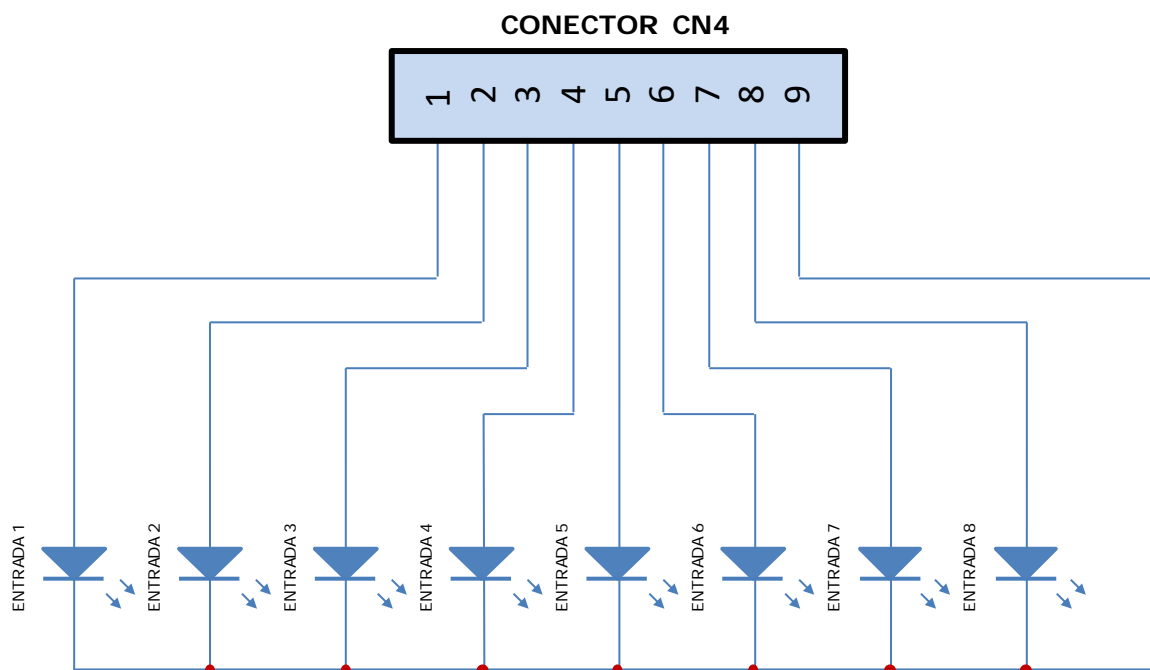 CONECTOR CN4
1 2 3 4 5 6 7 8 9
ENTRADA 1
ENTRADA 2
ENTRADA 3
ENTRADA 4
ENTRADA 5
ENTRADA 6
ENTRADA 7
ENTRADA 8